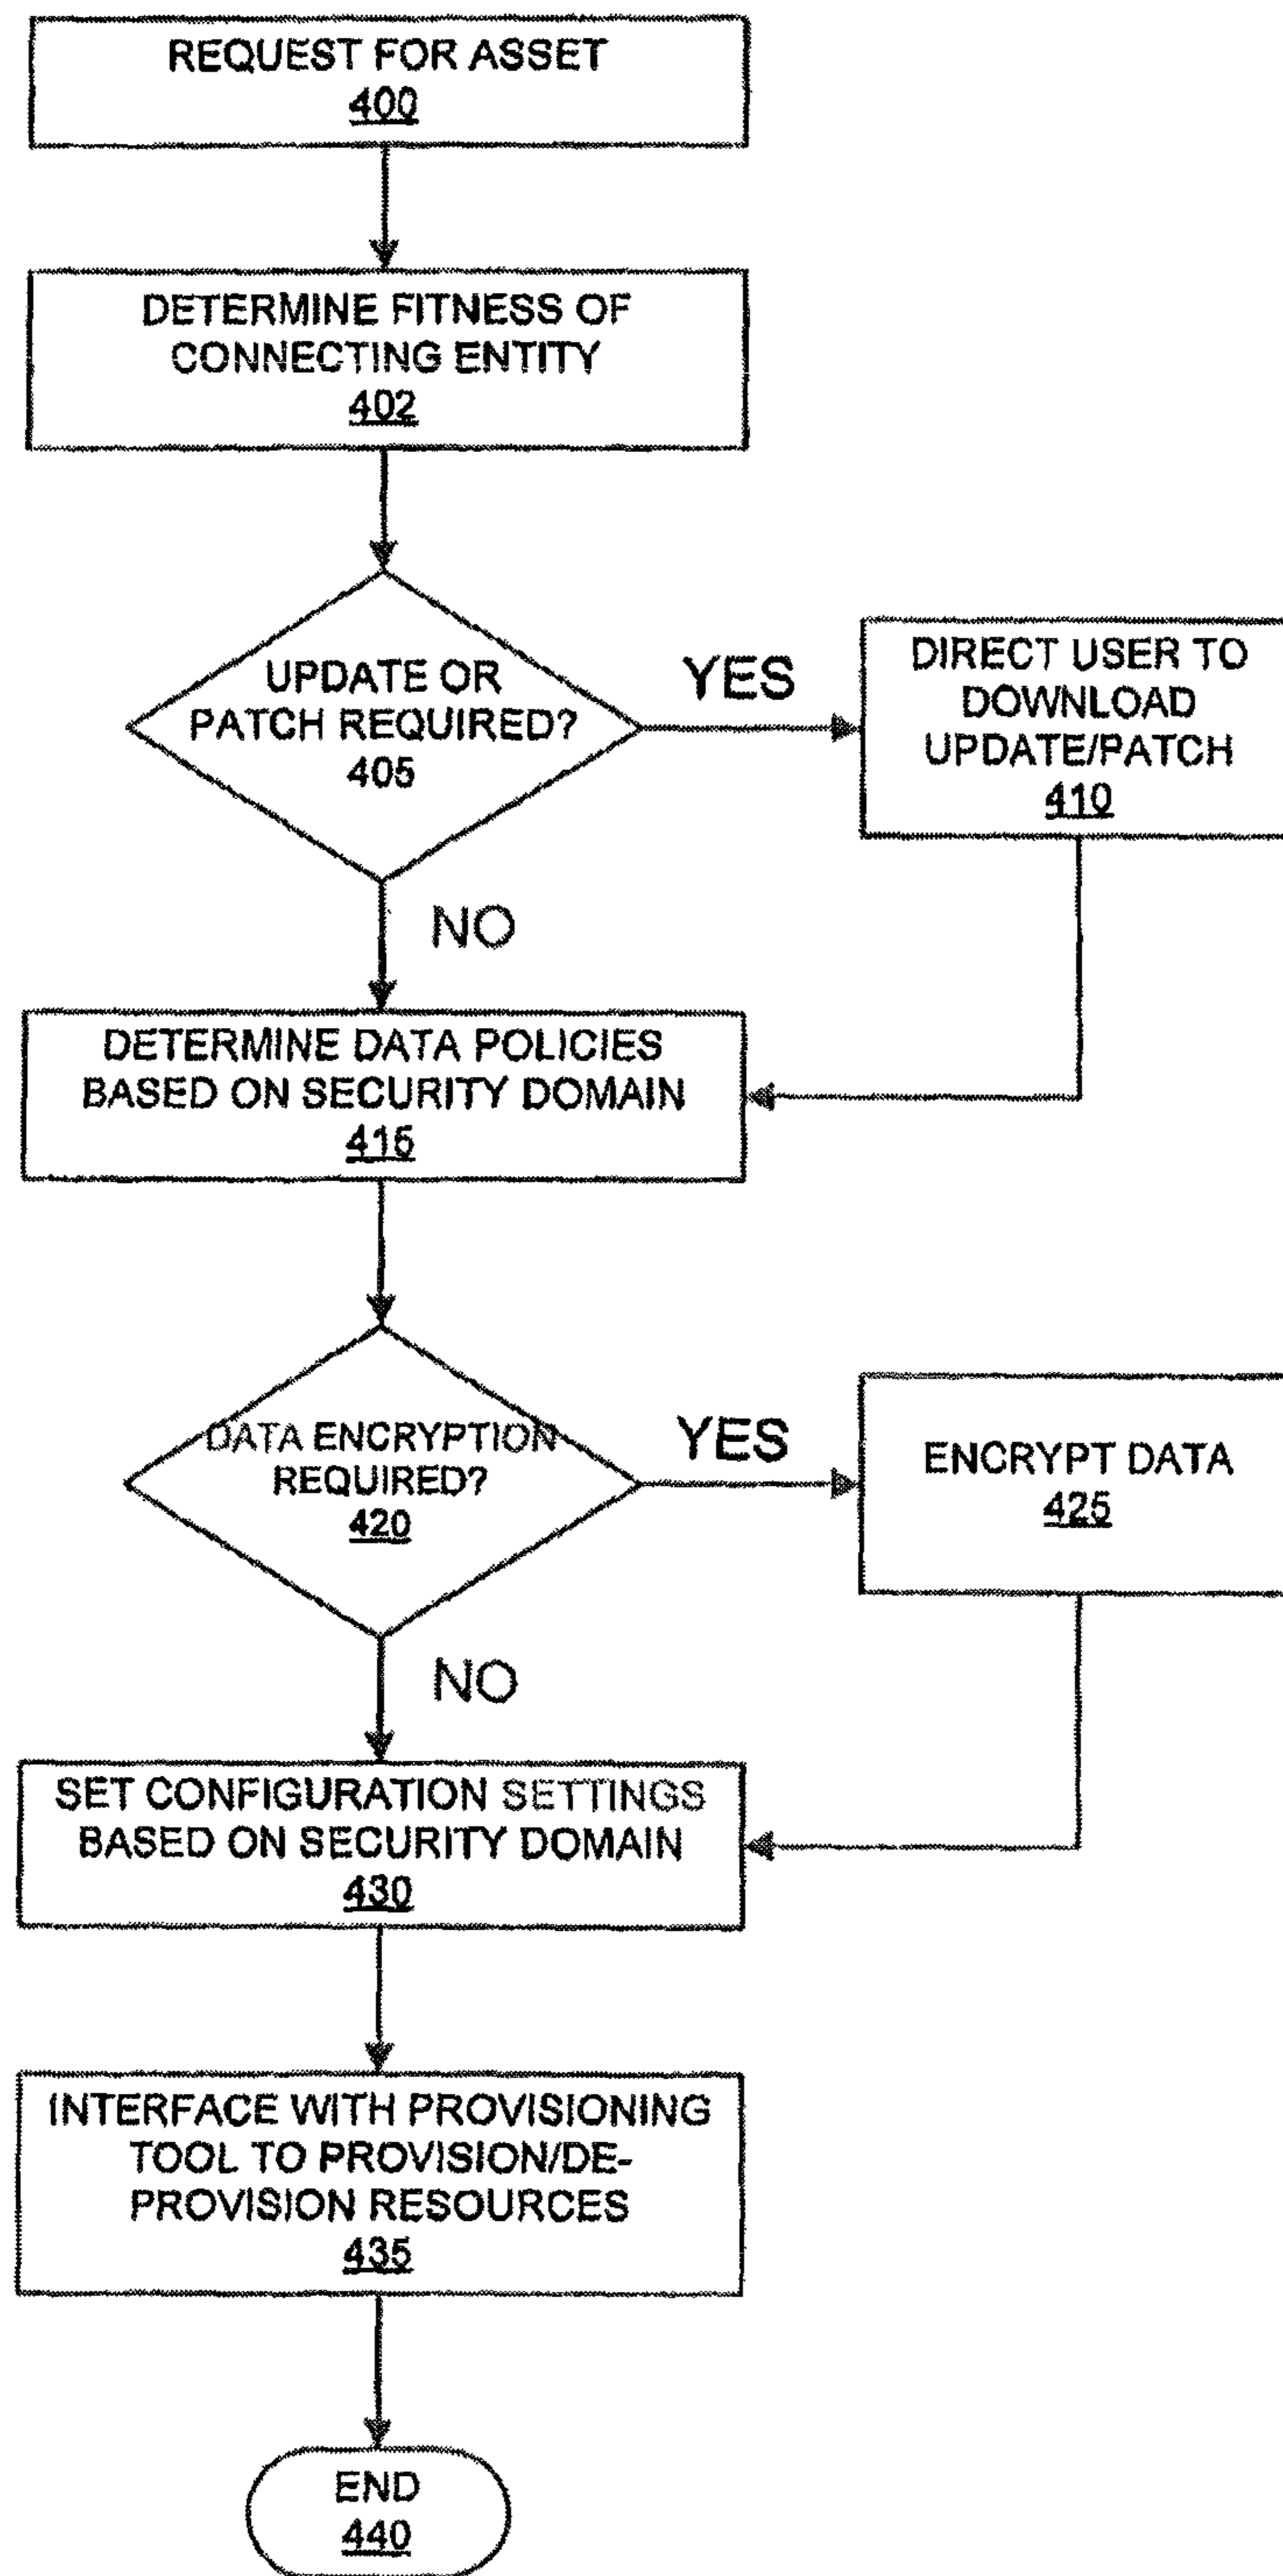 REQUEST FOR ASSET
400
DETERMINE FITNESS OF
CONNECTING ENTITY
402
UPDATE OR
PATCH REQUIRED?
405
YES
DIRECT USER TO
DOWNLOAD
UPDATE/PATCH
410
NO
DETERMINE DATA POLICIES
BASED ON SECURITY DOMAIN
415
DATA ENCRYPTION
REQUIRED?
420
YES
ENCRYPT DATA
425
NO
SET CONFIGURATION SETTINGS
BASED ON SECURITY DOMAIN
430
INTERFACE WITH PROVISIONING
TOOL TO PROVISION/DE-
PROVISION RESOURCES
435
END
440